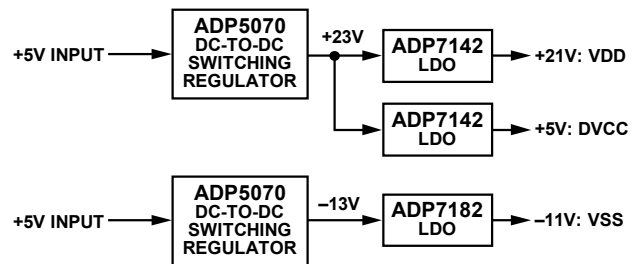 +5V INPUT
ADP5070
DC-TO-DC
SWITCHING
REGULATOR
+23V
ADP7142
LDO
+21V: VDD
ADP7142
LDO
+5V: DVCC
+5V INPUT
ADP5070
DC-TO-DC
SWITCHING
REGULATOR
–13V
ADP7182
LDO
–11V: VSS